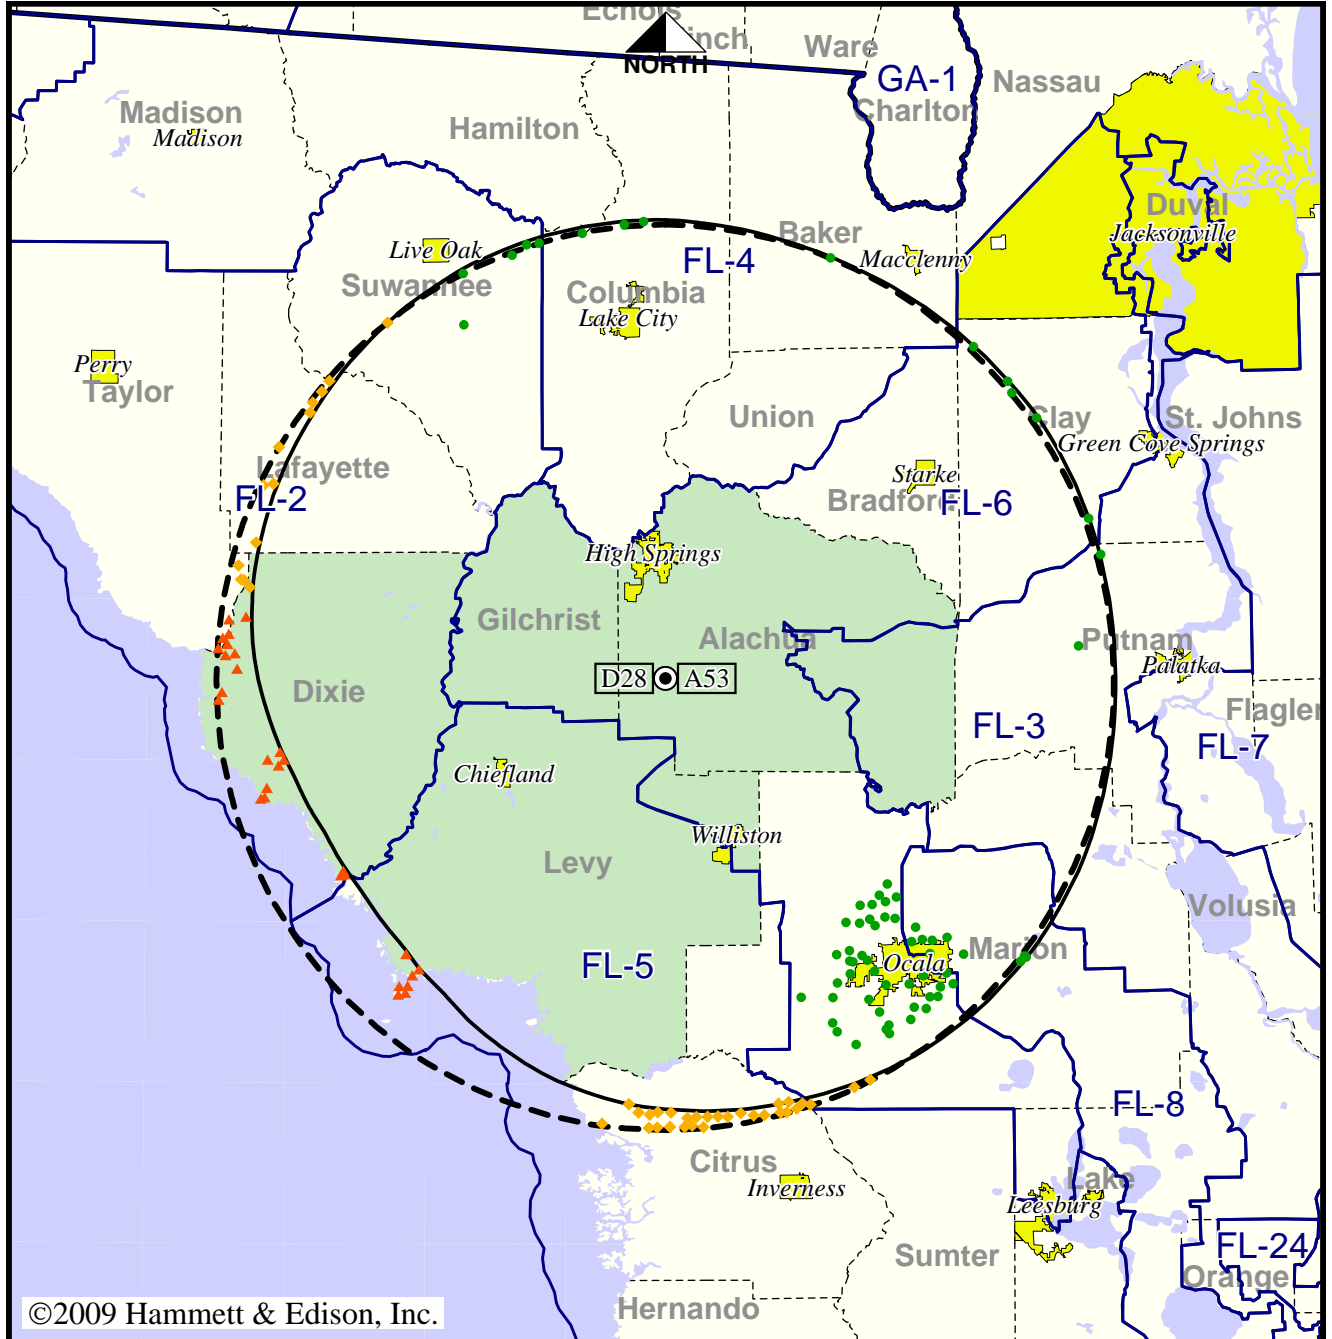 Echols
inch
Ware
NORTH
GA-1
Nassau
Madison
Madison
Hamilton
Charlton
Duval
Jacksonville
Baker
Macclenny
Live Oak
FL-4
Suwannee
Columbia
Lake City
Perry
Taylor
Union
Clay
St. Johns
Green Cove Springs
Lafayette
FL-2
Starke
Bradford
FL-6
High Springs
Gilchrist
Alachua
Putnam
Palatka
D28
A53
Dixie
FL-3
Flagler
FL-7
Chiefland
Williston
Levy
Volusia
Marion
Ocala
FL-5
FL-8
Citrus
Inverness
Lake
Leesburg
Sumter
FL-24
Orange
Hernando
©2009 Hammett & Edison, Inc.